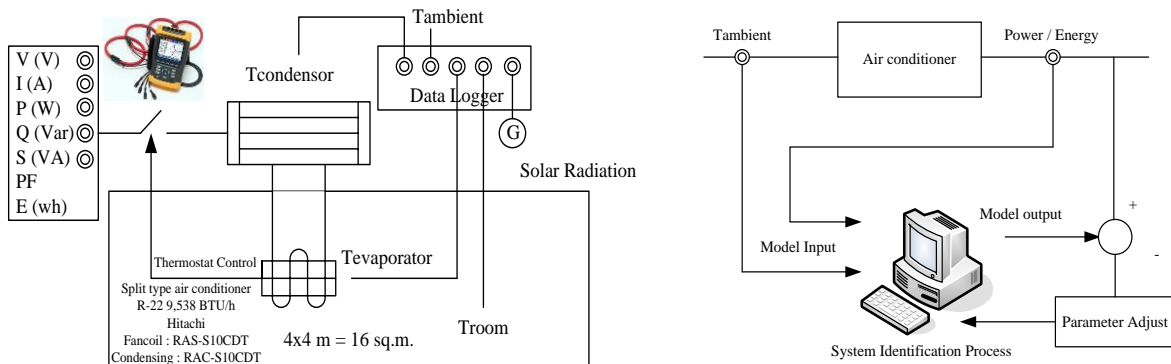 V (V)
I (A)
P (W)
Q (Var)
S (VA)
PF
E (wh)
Tcondensor
Tambient
Data Logger
G
Solar Radiation
Thermostat Control
Split type air conditioner
R-22 9,538 BTU/h
Hitachi
Fancoil : RAS-S10CDT
Condensing : RAC-S10CDT
Tevaporator
4x4 m = 16 sq.m.
Troom
Tambient
Air conditioner
Power / Energy
Model Input
Model output
+
-
Parameter Adjust
System Identification Process